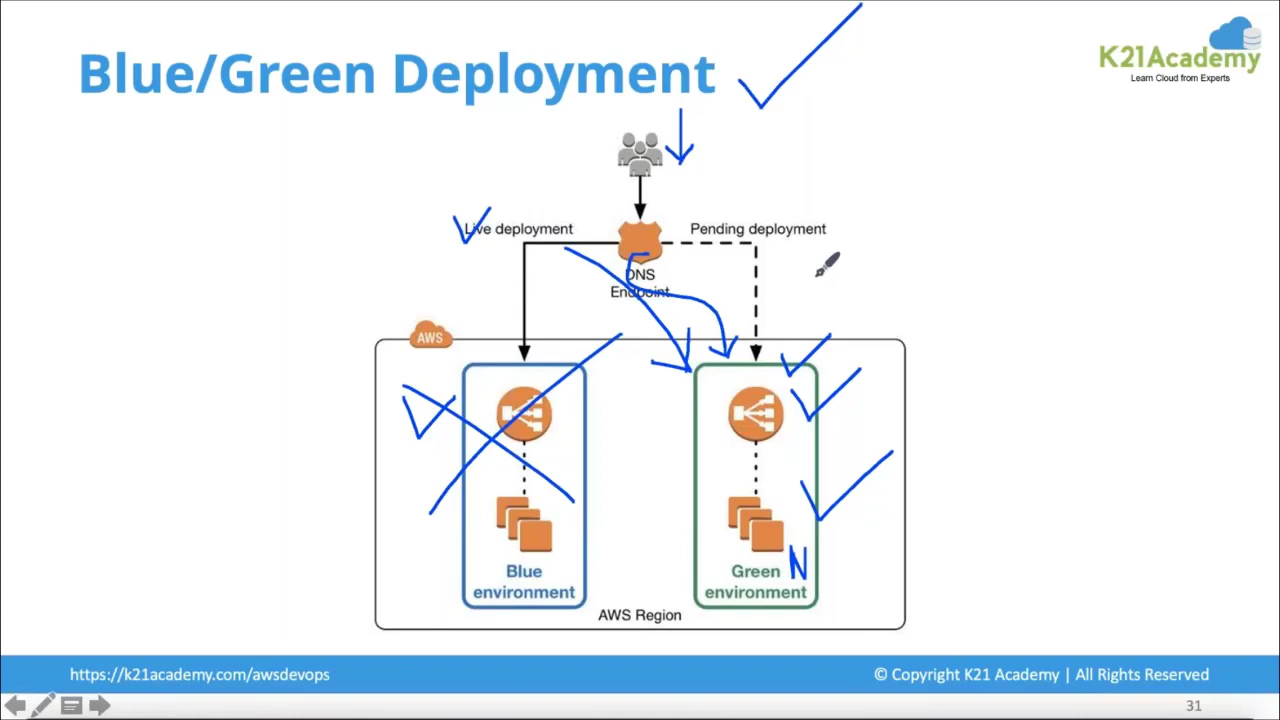 Blue/Green Deployment
K21Academy
Learn Cloud from Experts
Live deployment
Pending deployment
DNS
Endpoint
AWS
Blue
environment
Green
environment
N
AWS Region
https://k21academy.com/awsdevops
© Copyright K21 Academy | All Rights Reserved
31